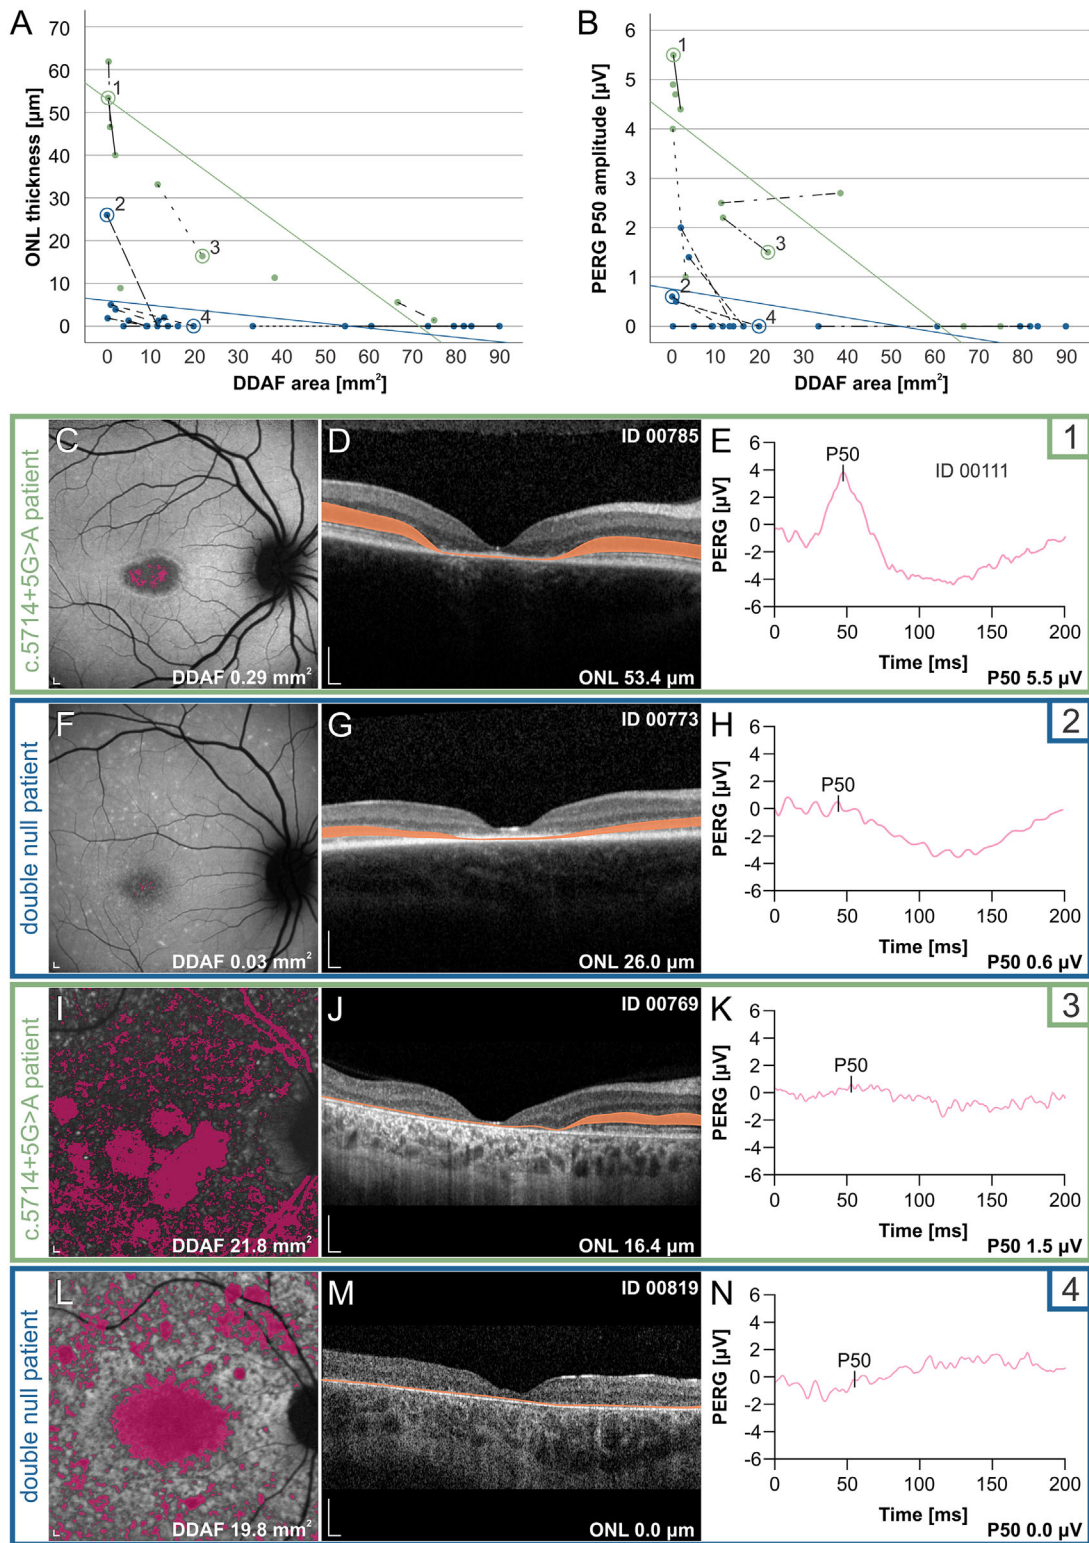 A
ONL thickness [µm]
70
60
50
40
30
20
10
0
1
2
3
4
0 10 20 30 40 50 60 70 80 90
DDAF area [mm²]
B
PERG P50 amplitude [µV]
6
5
4
3
2
1
0
1
2
3
4
0 10 20 30 40 50 60 70 80 90
DDAF area [mm²]
c.5714+5G>A patient
C
DDAF 0.29 mm²
D
ID 00785
ONL 53.4 µm
E
1
PERG [µV]
6
4
2
0
-2
-4
-6
P50
ID 00111
0 50 100 150 200
Time [ms]
P50 5.5 µV
double null patient
F
DDAF 0.03 mm²
G
ID 00773
ONL 26.0 µm
H
2
PERG [µV]
6
4
2
0
-2
-4
-6
P50
0 50 100 150 200
Time [ms]
P50 0.6 µV
c.5714+5G>A patient
I
DDAF 21.8 mm²
J
ID 00769
ONL 16.4 µm
K
3
PERG [µV]
6
4
2
0
-2
-4
-6
P50
0 50 100 150 200
Time [ms]
P50 1.5 µV
double null patient
L
DDAF 19.8 mm²
M
ID 00819
ONL 0.0 µm
N
4
PERG [µV]
6
4
2
0
-2
-4
-6
P50
0 50 100 150 200
Time [ms]
P50 0.0 µV